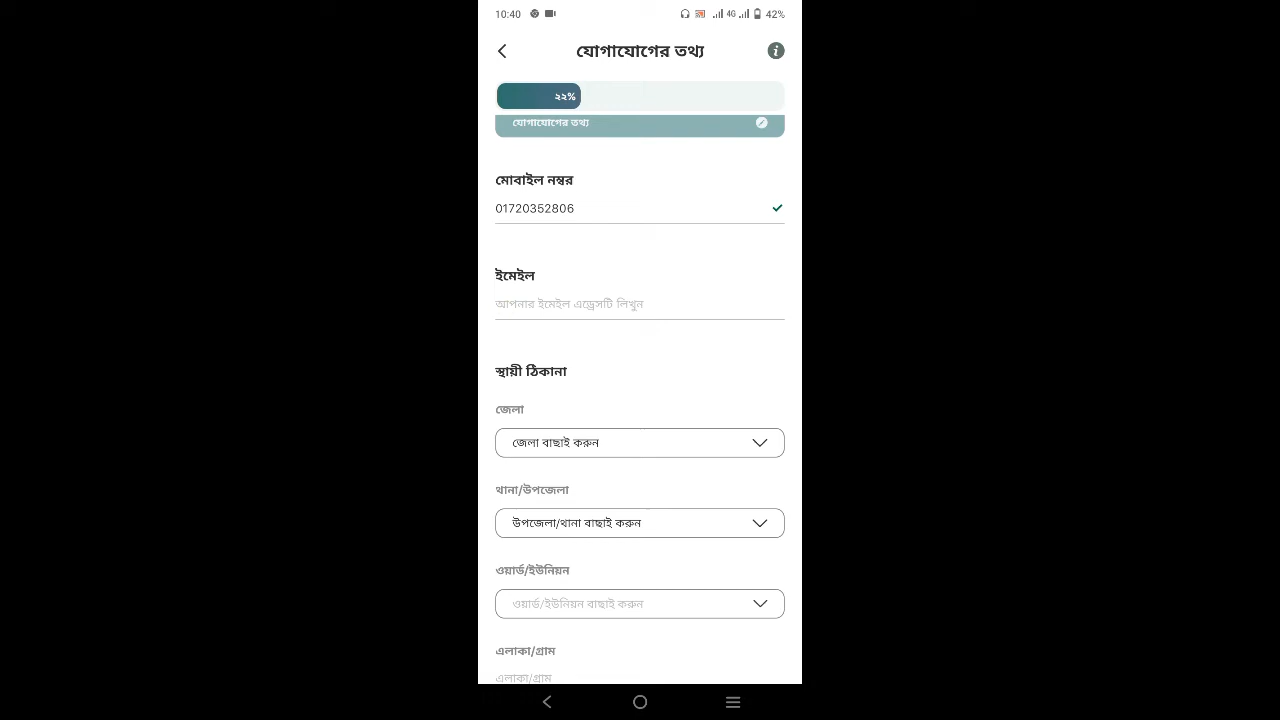 10:40
4G 42%
যোগাযোগের তথ্য
২২%
যোগাযোগের তথ্য
মোবাইল নম্বর
01720352806
ইমেইল
আপনার ইমেইল এড্রেসটি লিখুন
স্থায়ী ঠিকানা
জেলা
জেলা বাছাই করুন
থানা/উপজেলা
উপজেলা/থানা বাছাই করুন
ওয়ার্ড/ইউনিয়ন
ওয়ার্ড/ইউনিয়ন বাছাই করুন
এলাকা/গ্রাম
এলাকা/গ্রাম